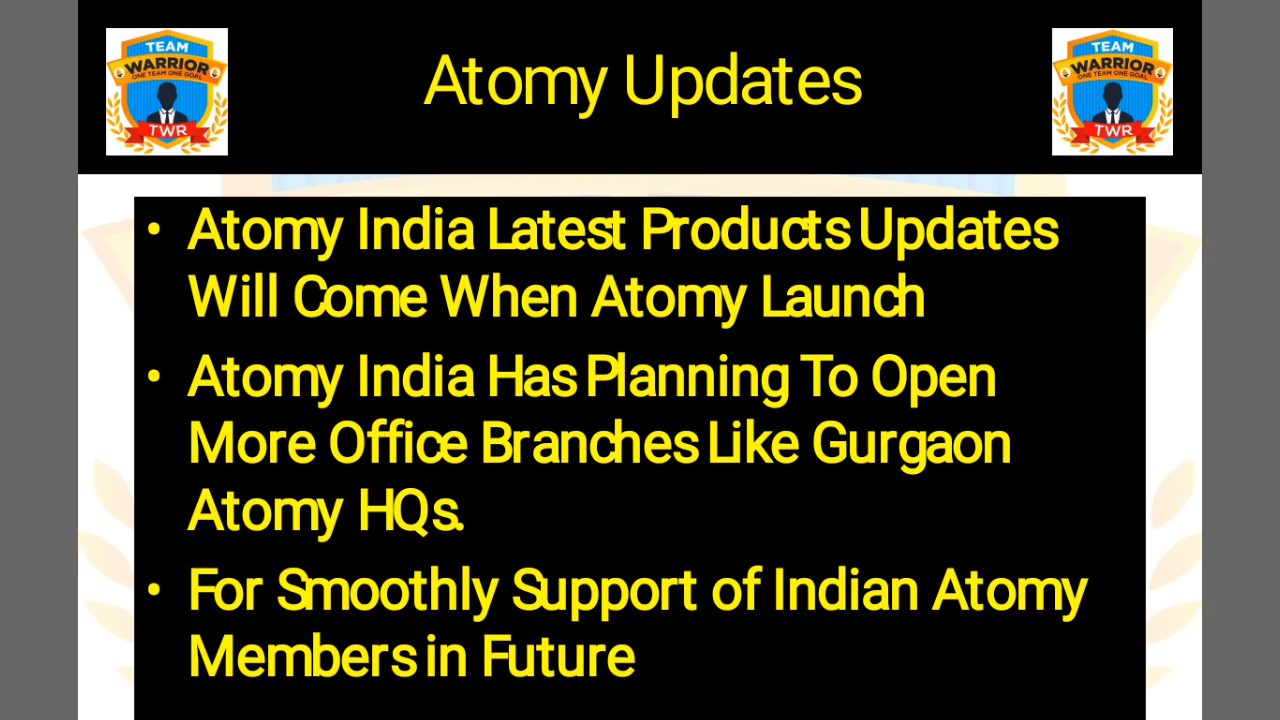 TEAM
WARRIOR
ONE TEAM ONE GOAL
TWR
Atomy Updates
TEAM
WARRIOR
ONE TEAM ONE GOAL
TWR
• Atomy India Latest Products Updates
Will Come When Atomy Launch
• Atomy India Has Planning To Open
More Office Branches Like Gurgaon
Atomy HQs.
• For Smoothly Support of Indian Atomy
Members in Future